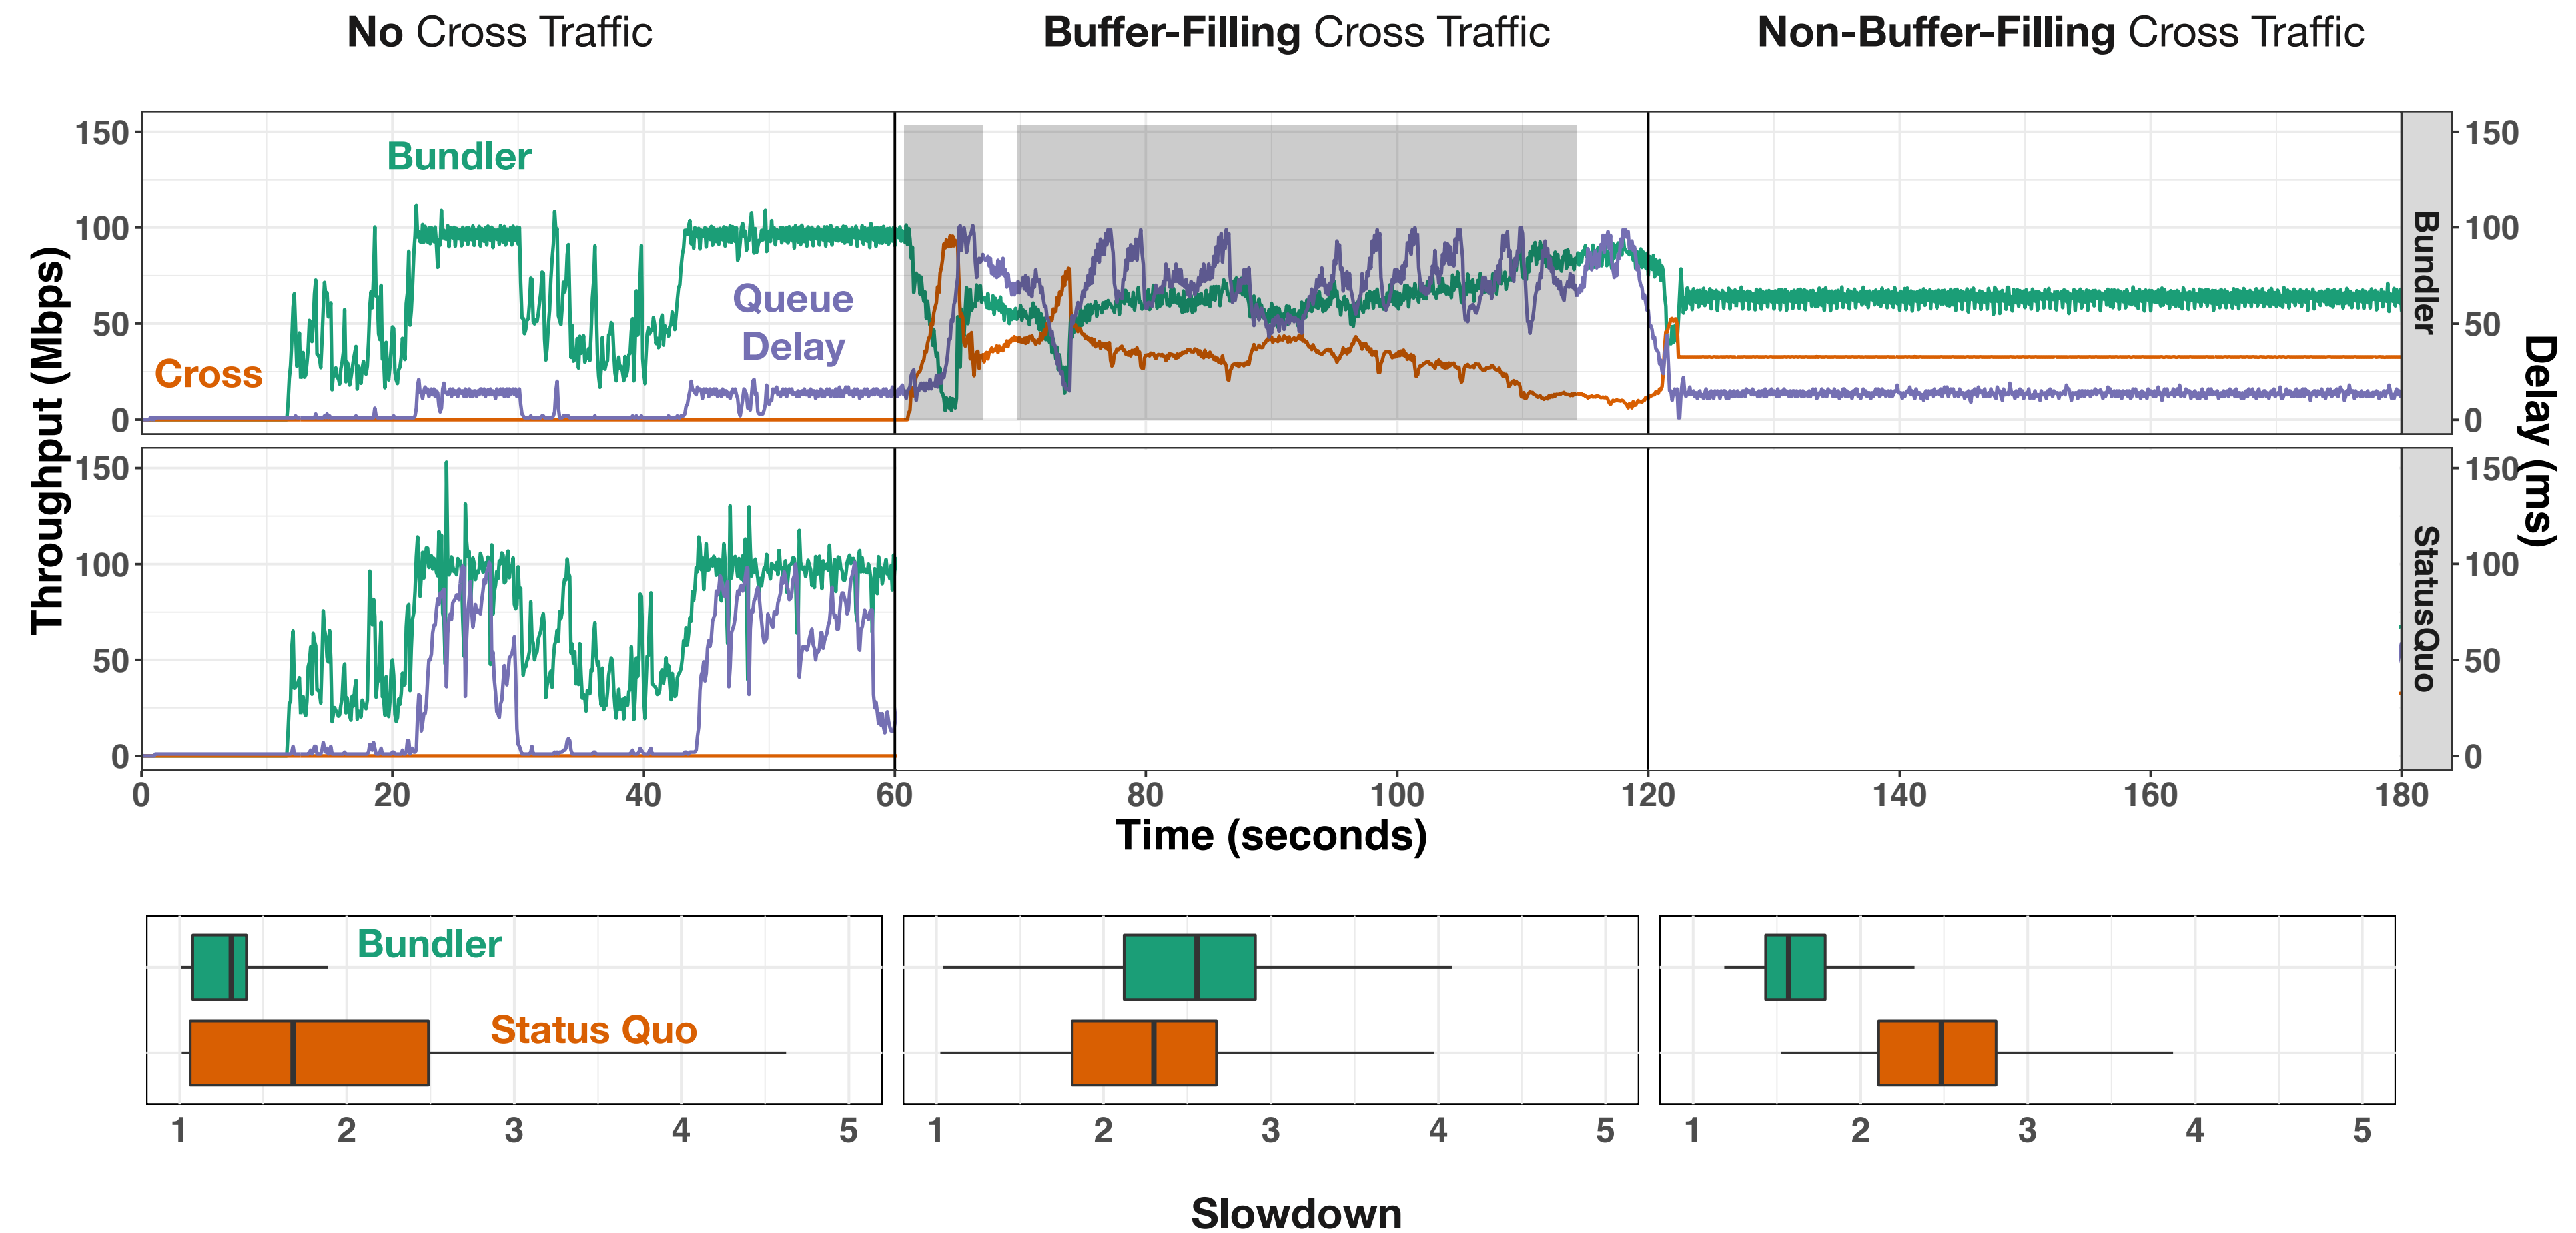 No Cross Traffic
Buffer-Filling Cross Traffic
Non-Buffer-Filling Cross Traffic
Throughput (Mbps)
150
100
50
0
Bundler
Queue
Delay
Cross
150
100
50
0
Bundler
150
100
50
0
150
100
50
0
StatusQuo
Delay (ms)
0 20 40 60 80 100 120 140 160 180
Time (seconds)
Bundler
Status Quo
1 2 3 4 5
1 2 3 4 5
1 2 3 4 5
Slowdown